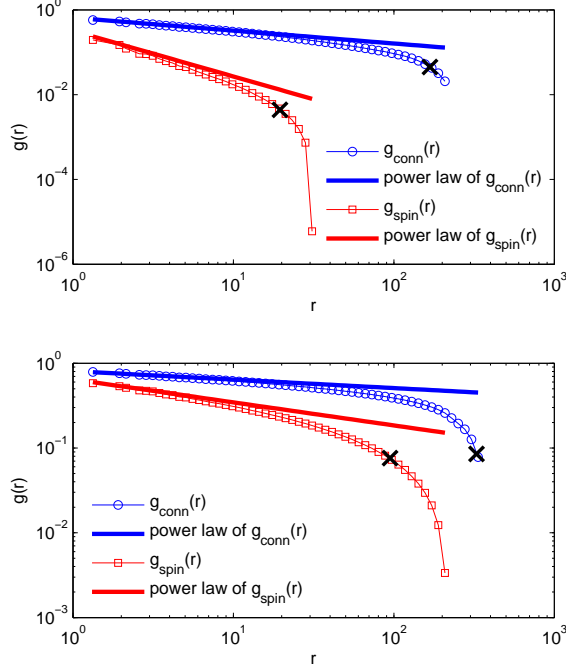 10^0
10^-2
10^-4
10^-6
g(r)
g_conn(r)
power law of g_conn(r)
g_spin(r)
power law of g_spin(r)
10^0 10^1 10^2 10^3
r
10^0
10^-1
10^-2
10^-3
g(r)
g_conn(r)
power law of g_conn(r)
g_spin(r)
power law of g_spin(r)
10^0 10^1 10^2 10^3
r